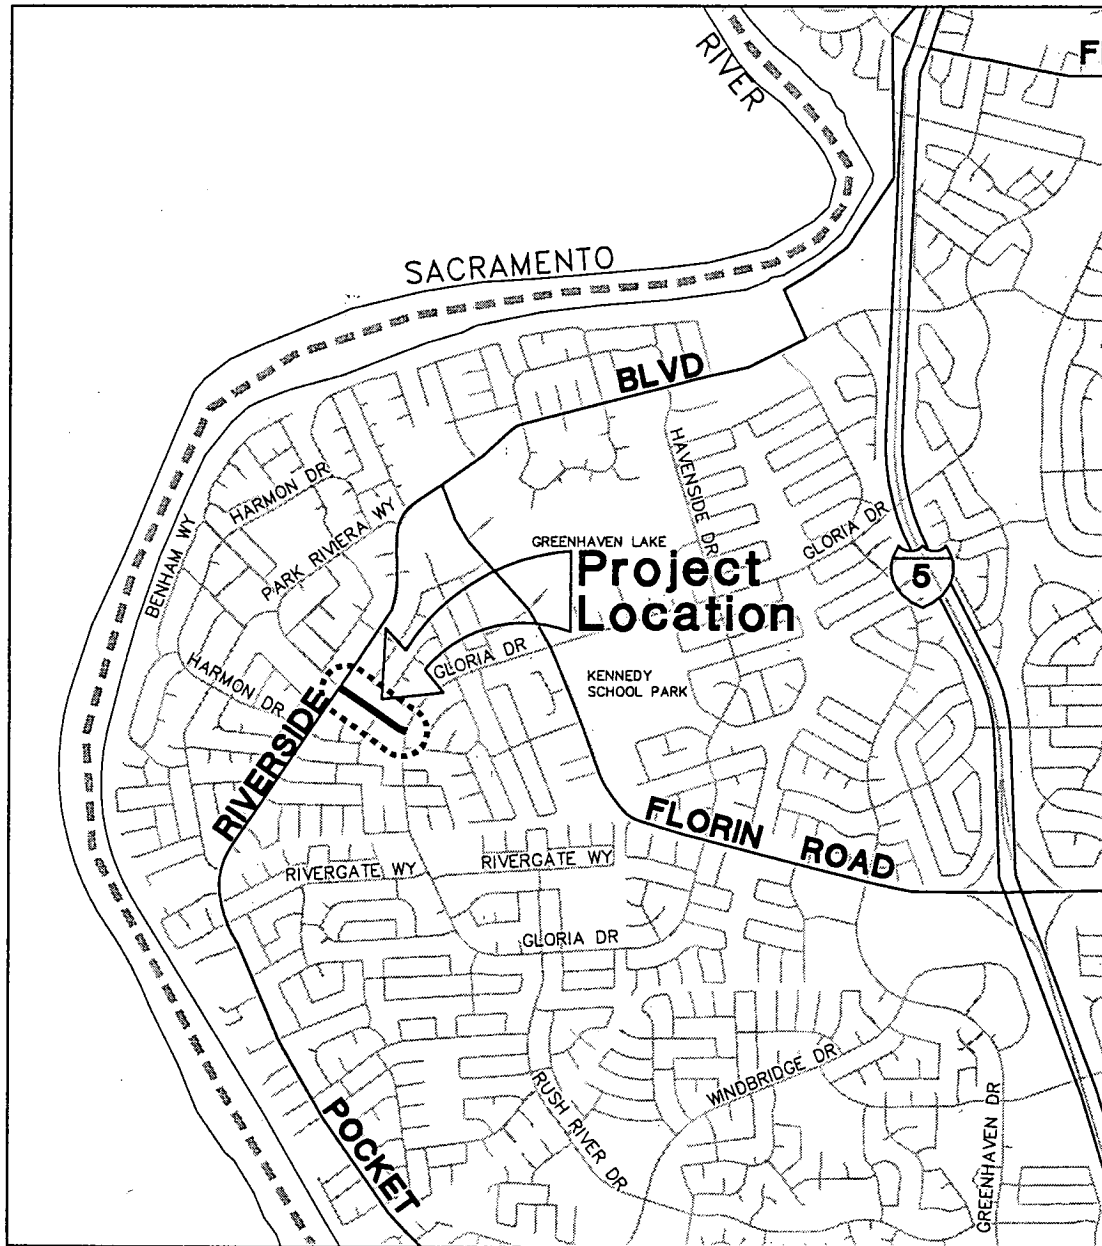 RIVER
F
SACRAMENTO
BLVD
HAVENSIDE DR
HARMON DR
PARK RIVIERA WY
BENHAM WY
GLORIA DR
GREENHAVEN LAKE
Project
Location
5
GLORIA DR
KENNEDY
SCHOOL PARK
HARMON DR
RIVERSIDE
FLORIN ROAD
RIVERGATE WY
RIVERGATE WY
GLORIA DR
WINDBRIDGE DR
RUSH RIVER DR
POCKET
GREENHAVEN DR